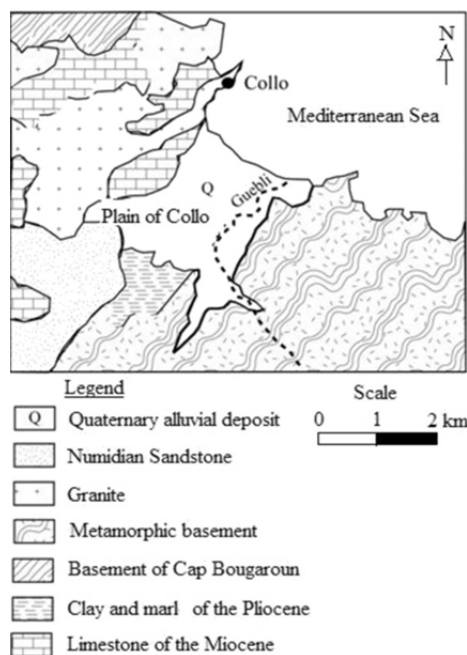 N
Collo
Mediterranean Sea
Guebli
Q
Plain of Collo
Legend
Scale
0 1 2 km
Q Quaternary alluvial deposit
Numidian Sandstone
Granite
Metamorphic basement
Basement of Cap Bougaroun
Clay and marl of the Pliocene
Limestone of the Miocene